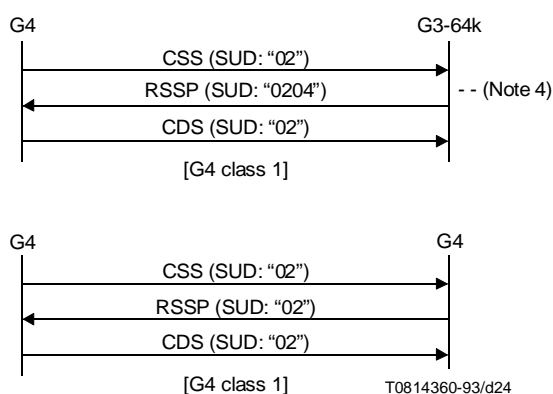 G4 G3-64k
CSS (SUD: “02”)
RSSP (SUD: “0204”) - - (Note 4)
CDS (SUD: “02”)
[G4 class 1]
G4 G4
CSS (SUD: “02”)
RSSP (SUD: “02”)
CDS (SUD: “02”)
[G4 class 1] T0814360-93/d24